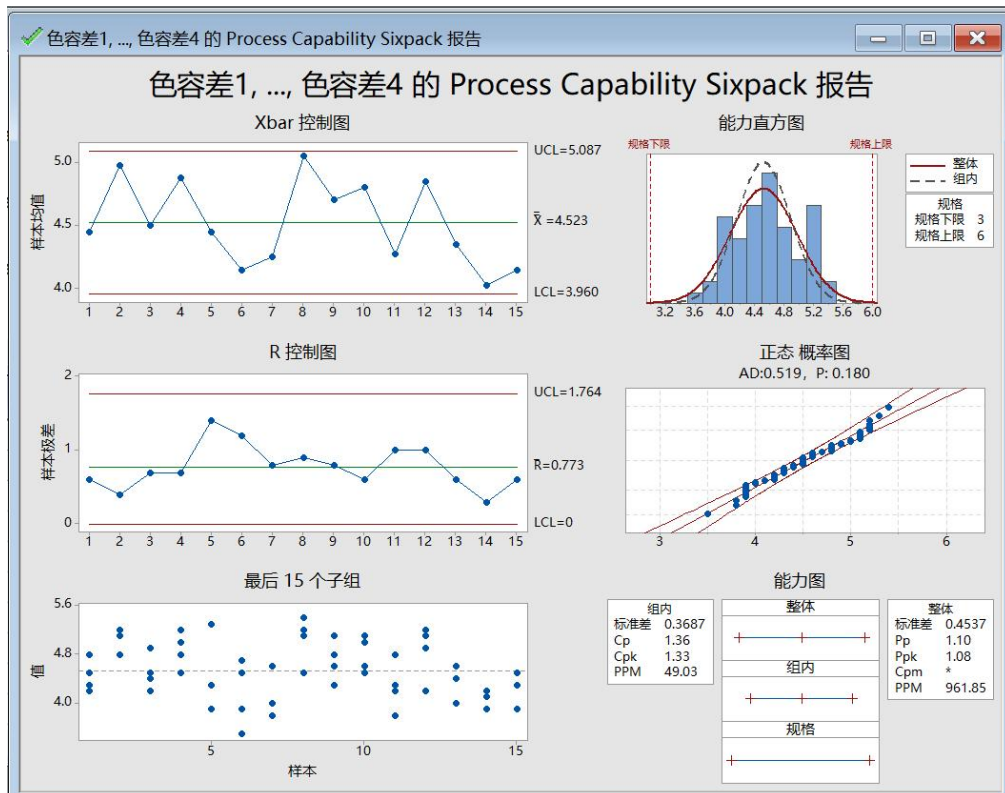 色容差1, ..., 色容差4 的 Process Capability Sixpack 报告
色容差1, ..., 色容差4 的 Process Capability Sixpack 报告
Xbar 控制图
样本均值
5.0
4.5
4.0
1 2 3 4 5 6 7 8 9 10 11 12 13 14 15
UCL=5.087
X̿ =4.523
LCL=3.960
能力直方图
规格下限 规格上限
3.2 3.6 4.0 4.4 4.8 5.2 5.6 6.0
整体
组内
规格
规格下限 3
规格上限 6
R 控制图
样本极差
2
1
0
1 2 3 4 5 6 7 8 9 10 11 12 13 14 15
UCL=1.764
R̄=0.773
LCL=0
正态 概率图
AD:0.519, P: 0.180
3 4 5 6
最后 15 个子组
值
5.6
4.8
4.0
5 10 15
样本
能力图
组内
标准差 0.3687
Cp 1.36
Cpk 1.33
PPM 49.03
整体
组内
规格
整体
标准差 0.4537
Pp 1.10
Ppk 1.08
Cpm *
PPM 961.85